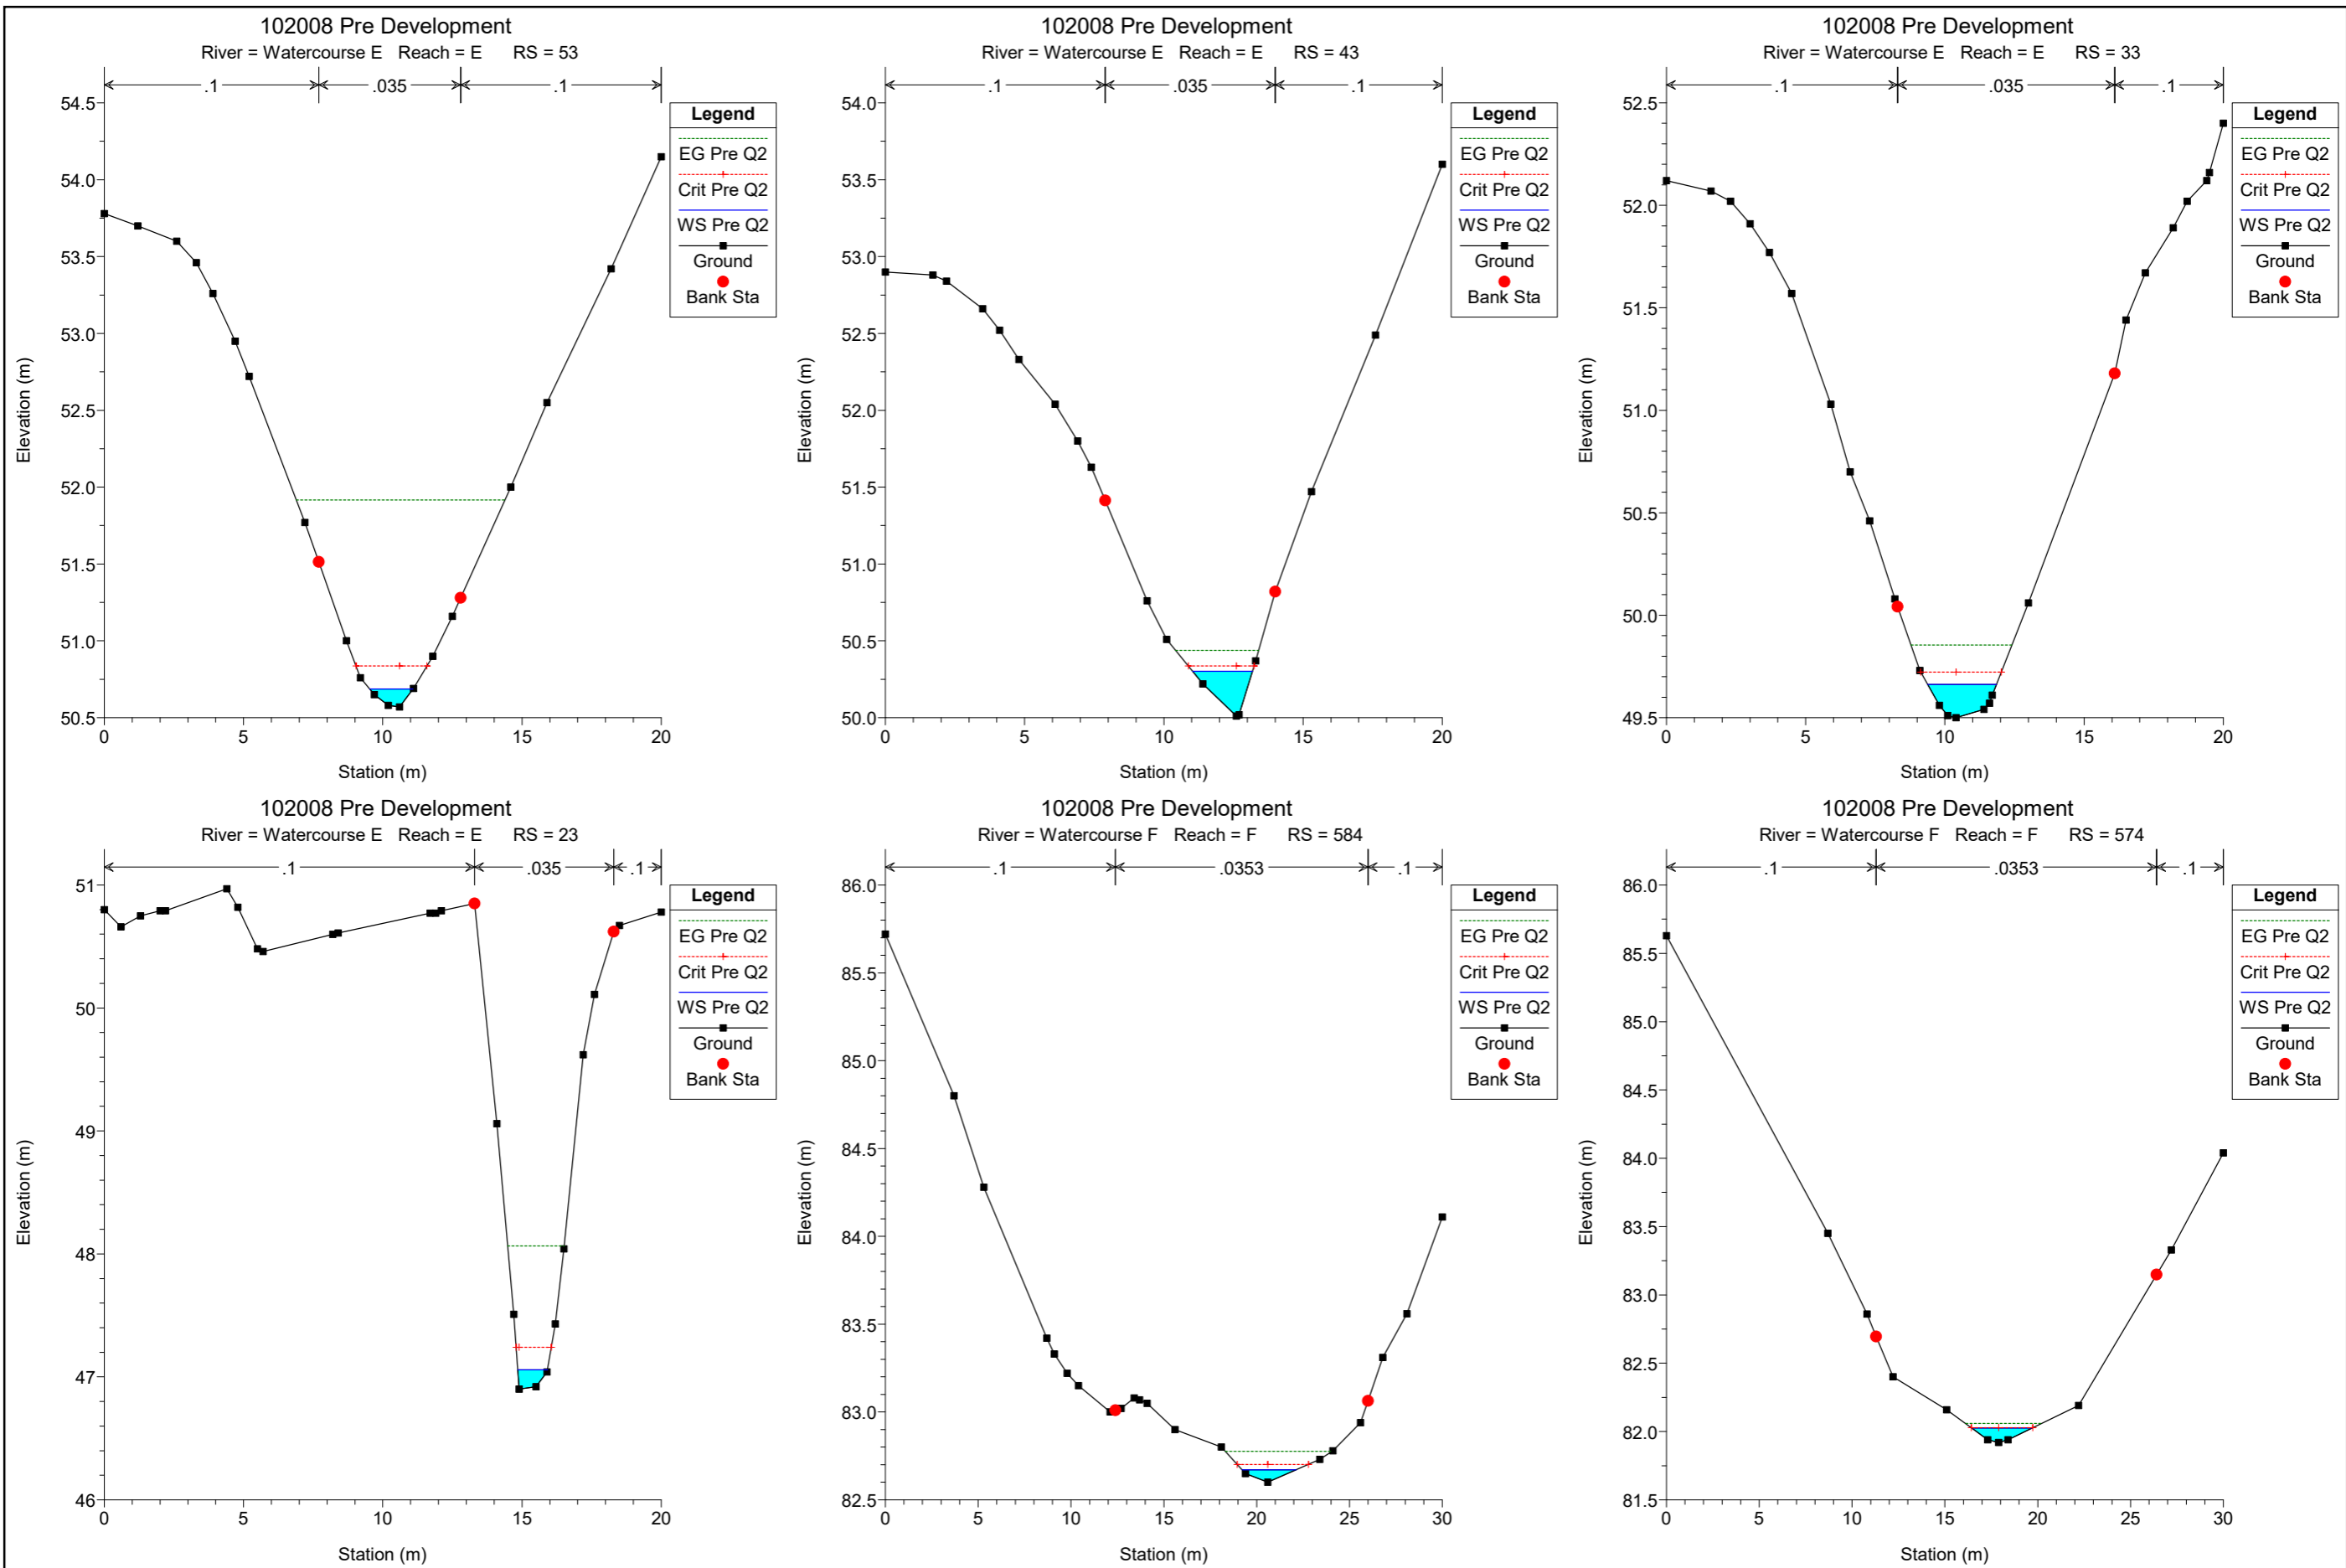 102008 Pre Development
River = Watercourse E Reach = E RS = 53
.1 .035 .1
54.5
54.0
53.5
53.0
52.5
52.0
51.5
51.0
50.5
Elevation (m)
0 5 10 15 20
Station (m)
Legend
EG Pre Q2
Crit Pre Q2
WS Pre Q2
Ground
Bank Sta
102008 Pre Development
River = Watercourse E Reach = E RS = 43
.1 .035 .1
54.0
53.5
53.0
52.5
52.0
51.5
51.0
50.5
50.0
Elevation (m)
0 5 10 15 20
Station (m)
Legend
EG Pre Q2
Crit Pre Q2
WS Pre Q2
Ground
Bank Sta
102008 Pre Development
River = Watercourse E Reach = E RS = 33
.1 .035 .1
52.5
52.0
51.5
51.0
50.5
50.0
49.5
Elevation (m)
0 5 10 15 20
Station (m)
Legend
EG Pre Q2
Crit Pre Q2
WS Pre Q2
Ground
Bank Sta
102008 Pre Development
River = Watercourse E Reach = E RS = 23
.1 .035 .1
51
50
49
48
47
46
Elevation (m)
0 5 10 15 20
Station (m)
Legend
EG Pre Q2
Crit Pre Q2
WS Pre Q2
Ground
Bank Sta
102008 Pre Development
River = Watercourse F Reach = F RS = 584
.1 .0353 .1
86.0
85.5
85.0
84.5
84.0
83.5
83.0
82.5
Elevation (m)
0 5 10 15 20 25 30
Station (m)
Legend
EG Pre Q2
Crit Pre Q2
WS Pre Q2
Ground
Bank Sta
102008 Pre Development
River = Watercourse F Reach = F RS = 574
.1 .0353 .1
86.0
85.5
85.0
84.5
84.0
83.5
83.0
82.5
82.0
81.5
Elevation (m)
0 5 10 15 20 25 30
Station (m)
Legend
EG Pre Q2
Crit Pre Q2
WS Pre Q2
Ground
Bank Sta